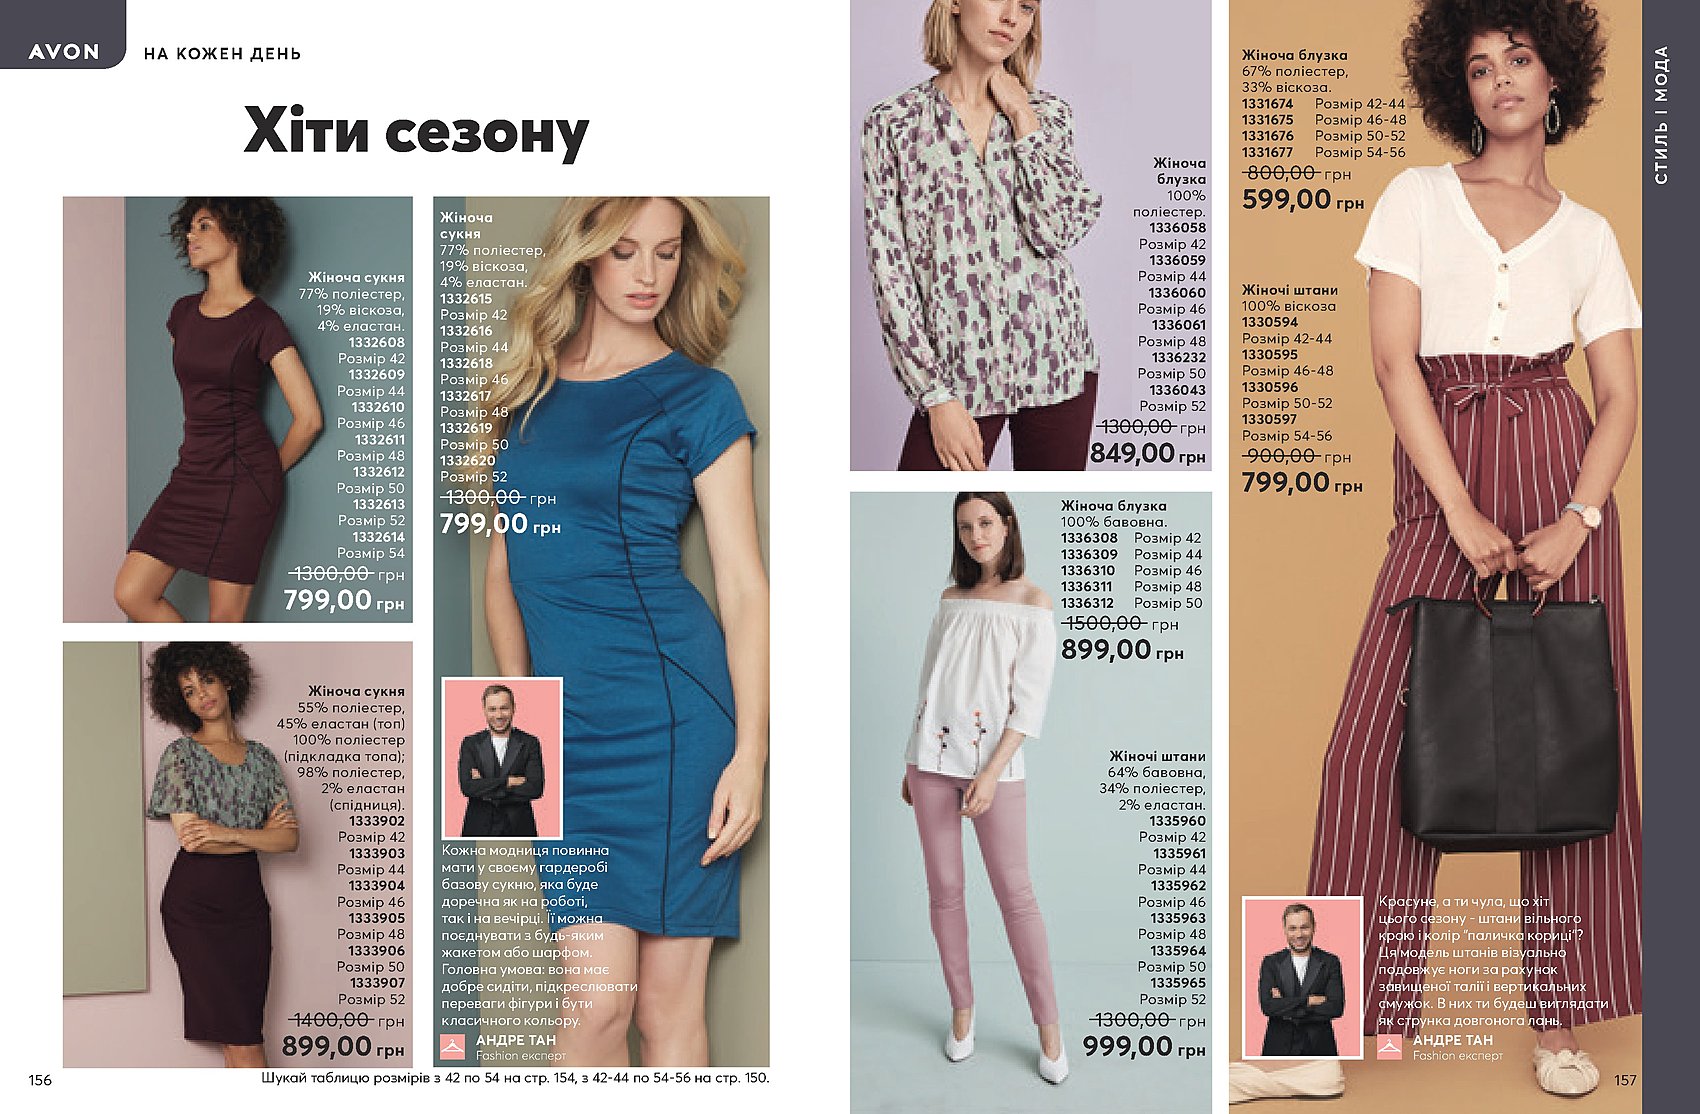 AVON
НА КОЖЕН ДЕНЬ
Хіти сезону
Жіноча сукня
77% поліестер,
19% віскоза,
4% еластан.
1332608
Розмір 42
1332609
Розмір 44
1332610
Розмір 46
1332611
Розмір 48
1332612
Розмір 50
1332613
Розмір 52
1332614
Розмір 54
1300,00 грн
799,00 грн
Жіноча
сукня
77% поліестер,
19% віскоза,
4% еластан.
1332615
Розмір 42
1332616
Розмір 44
1332618
Розмір 46
1332617
Розмір 48
1332619
Розмір 50
1332620
Розмір 52
1300,00 грн
799,00 грн
Жіноча сукня
55% поліестер,
45% еластан (топ)
100% поліестер
(підкладка топа);
98% поліестер,
2% еластан
(спідниця).
1333902
Розмір 42
1333903
Розмір 44
1333904
Розмір 46
1333905
Розмір 48
1333906
Розмір 50
1333907
Розмір 52
1400,00 грн
899,00 грн
Кожна модниця повинна
мати у своєму гардеробі
базову сукню, яка буде
доречна як на роботі,
так і на вечірці. Її можна
поєднувати з будь-яким
жакетом або шарфом.
Головна умова: вона має
добре сидіти, підкреслювати
переваги фігури і бути
класичного кольору.
АНДРЕ ТАН
Fashion експерт
156
Шукай таблицю розмірів з 42 по 54 на стр. 154, з 42-44 по 54-56 на стр. 150.
Жіноча
блузка
100%
поліестер.
1336058
Розмір 42
1336059
Розмір 44
1336060
Розмір 46
1336061
Розмір 48
1336232
Розмір 50
1336043
Розмір 52
1300,00 грн
849,00 грн
Жіноча блузка
100% бавовна.
1336308 Розмір 42
1336309 Розмір 44
1336310 Розмір 46
1336311 Розмір 48
1336312 Розмір 50
1500,00 грн
899,00 грн
Жіночі штани
64% бавовна,
34% поліестер,
2% еластан.
1335960
Розмір 42
1335961
Розмір 44
1335962
Розмір 46
1335963
Розмір 48
1335964
Розмір 50
1335965
Розмір 52
1300,00 грн
999,00 грн
Жіноча блузка
67% поліестер,
33% віскоза.
1331674 Розмір 42-44
1331675 Розмір 46-48
1331676 Розмір 50-52
1331677 Розмір 54-56
800,00 грн
599,00 грн
Жіночі штани
100% віскоза
1330594
Розмір 42-44
1330595
Розмір 46-48
1330596
Розмір 50-52
1330597
Розмір 54-56
900,00 грн
799,00 грн
Красуне, а ти чула, що хіт
цього сезону - штани вільного
краю і колір "паличка кориці"?
Ця модель штанів візуально
подовжує ноги за рахунок
завищеної талії і вертикальних
смужок. В них ти будеш виглядати
як струнка довгонога лань.
АНДРЕ ТАН
Fashion експерт
157
СТИЛЬ І МОДА